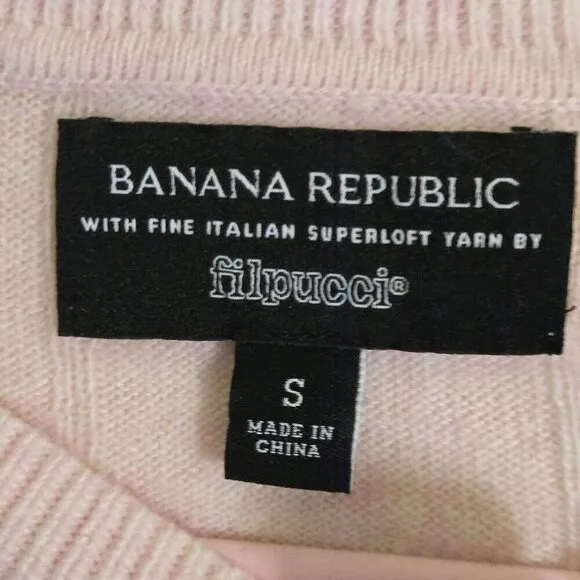 BANANA REPUBLIC
WITH FINE ITALIAN SUPERLOFT YARN BY
filpucci®
S
MADE IN
CHINA